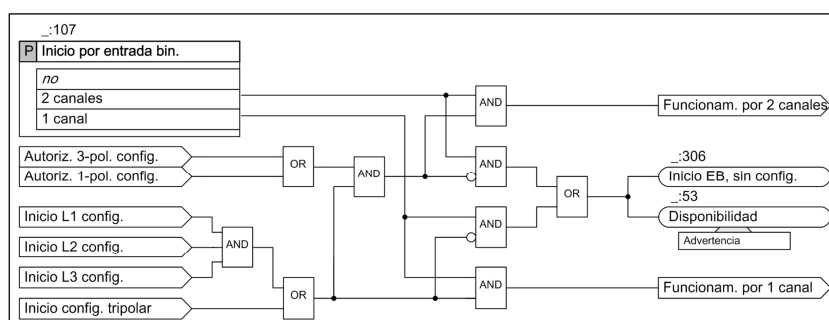 _:107
P Inicio por entrada bin.
no
2 canales
1 canal
Autoriz. 3-pol. config.
Autoriz. 1-pol. config.
Inicio L1 config.
Inicio L2 config.
Inicio L3 config.
Inicio config. tripolar
OR
AND
AND
OR
AND
AND
AND
AND
OR
Funcionam. por 2 canales
_:306
Inicio EB, sin config.
_:53
Disponibilidad
Advertencia
Funcionam. por 1 canal